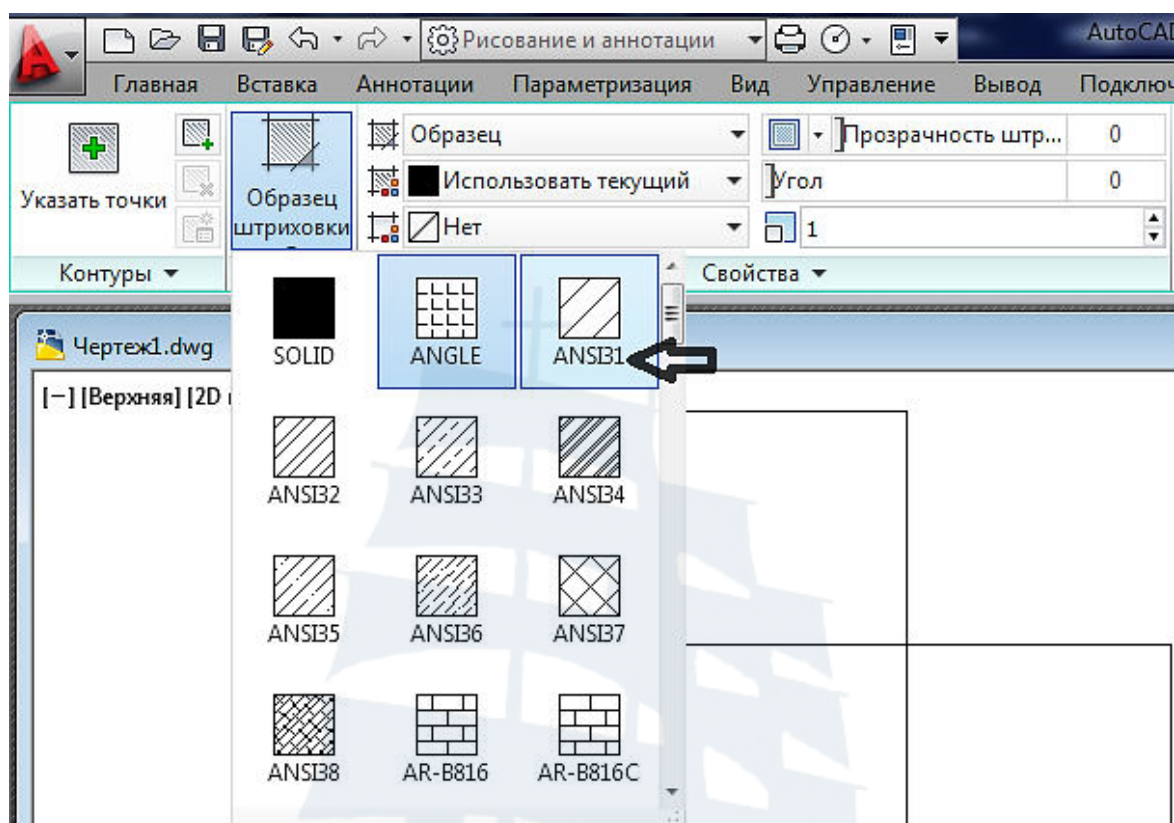 Рисование и аннотации
AutoCAD
Главная Вставка Аннотации Параметризация Вид Управление Вывод Подключ
Указать точки
Образец
штриховки
Образец
Использовать текущий
Нет
Прозрачность штр... 0
Угол 0
1
Контуры
Свойства
SOLID ANGLE ANSI31
Чертеж1.dwg
[−] [Верхняя] [2D
ANSI32 ANSI33 ANSI34
ANSI35 ANSI36 ANSI37
ANSI38 AR-B816 AR-B816C